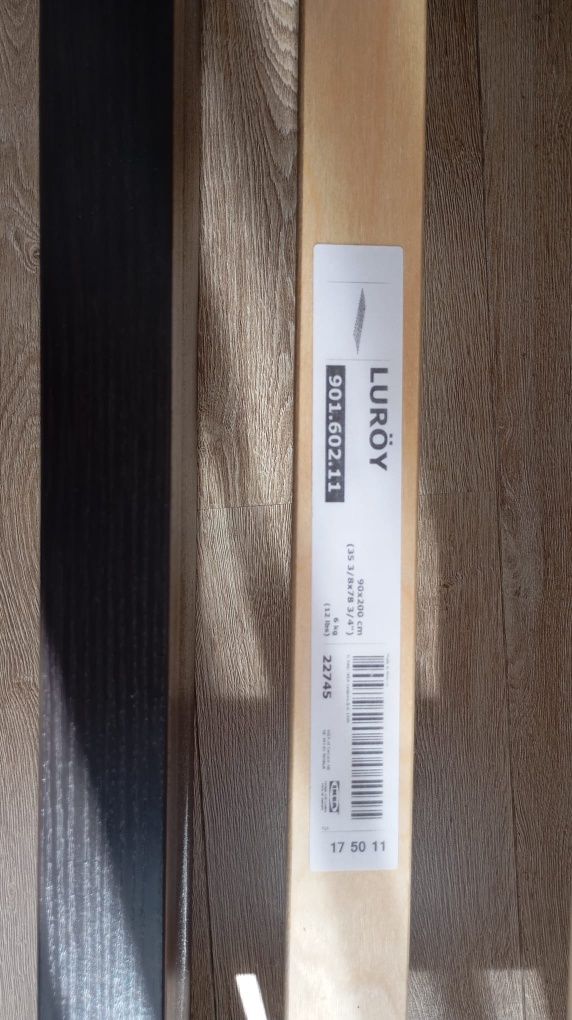 LURÖY
901.602.11
90x200 cm
(35 3/8x78 3/4")
6 kg
(12 lbs)
22745
IKEA
17 50 11